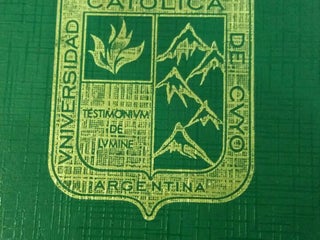 CATOLICA
VNIVERSIDAD
DE CVYO
TESTIMONIVM
DE
LVMINE
ARGENTINA